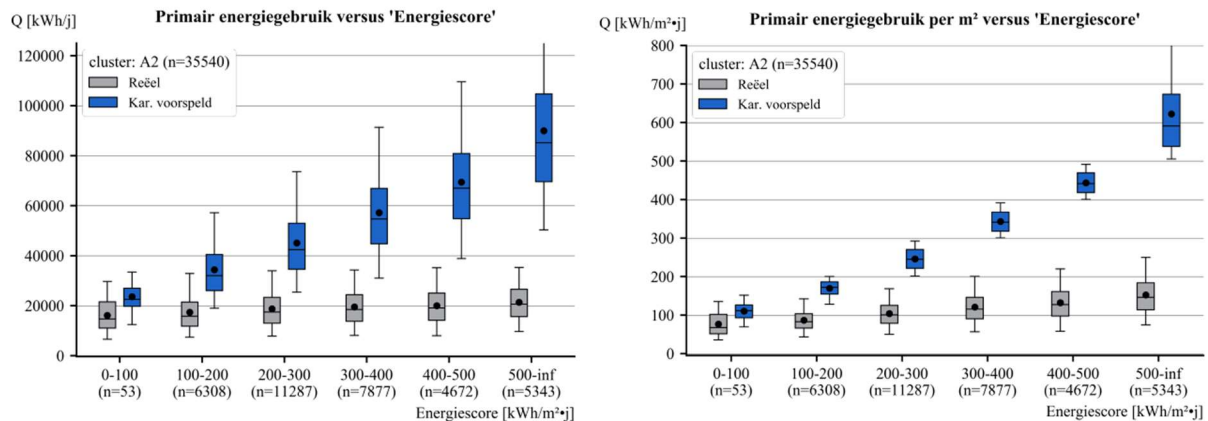 Primair energiegebruik versus 'Energiescore'
Q [kWh/j]
120000
100000
80000
60000
40000
20000
0
cluster: A2 (n=35540)
Reëel
Kar. voorspeld
0-100
(n=53)
100-200
(n=6308)
200-300
(n=11287)
300-400
(n=7877)
400-500
(n=4672)
500-inf
(n=5343)
Energiescore [kWh/m²•j]
Primair energiegebruik per m² versus 'Energiescore'
Q [kWh/m²•j]
800
700
600
500
400
300
200
100
0
cluster: A2 (n=35540)
Reëel
Kar. voorspeld
0-100
(n=53)
100-200
(n=6308)
200-300
(n=11287)
300-400
(n=7877)
400-500
(n=4672)
500-inf
(n=5343)
Energiescore [kWh/m²•j]